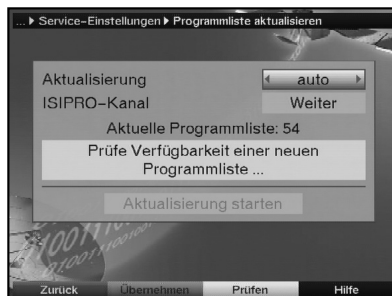 ... ▶ Service-Einstellungen ▶ Programmliste aktualisieren
Aktualisierung auto
ISIPRO-Kanal Weiter
Aktuelle Programmliste: 54
Prüfe Verfügbarkeit einer neuen
Programmliste ...
Aktualisierung starten
Zurück Übernehmen Prüfen Hilfe